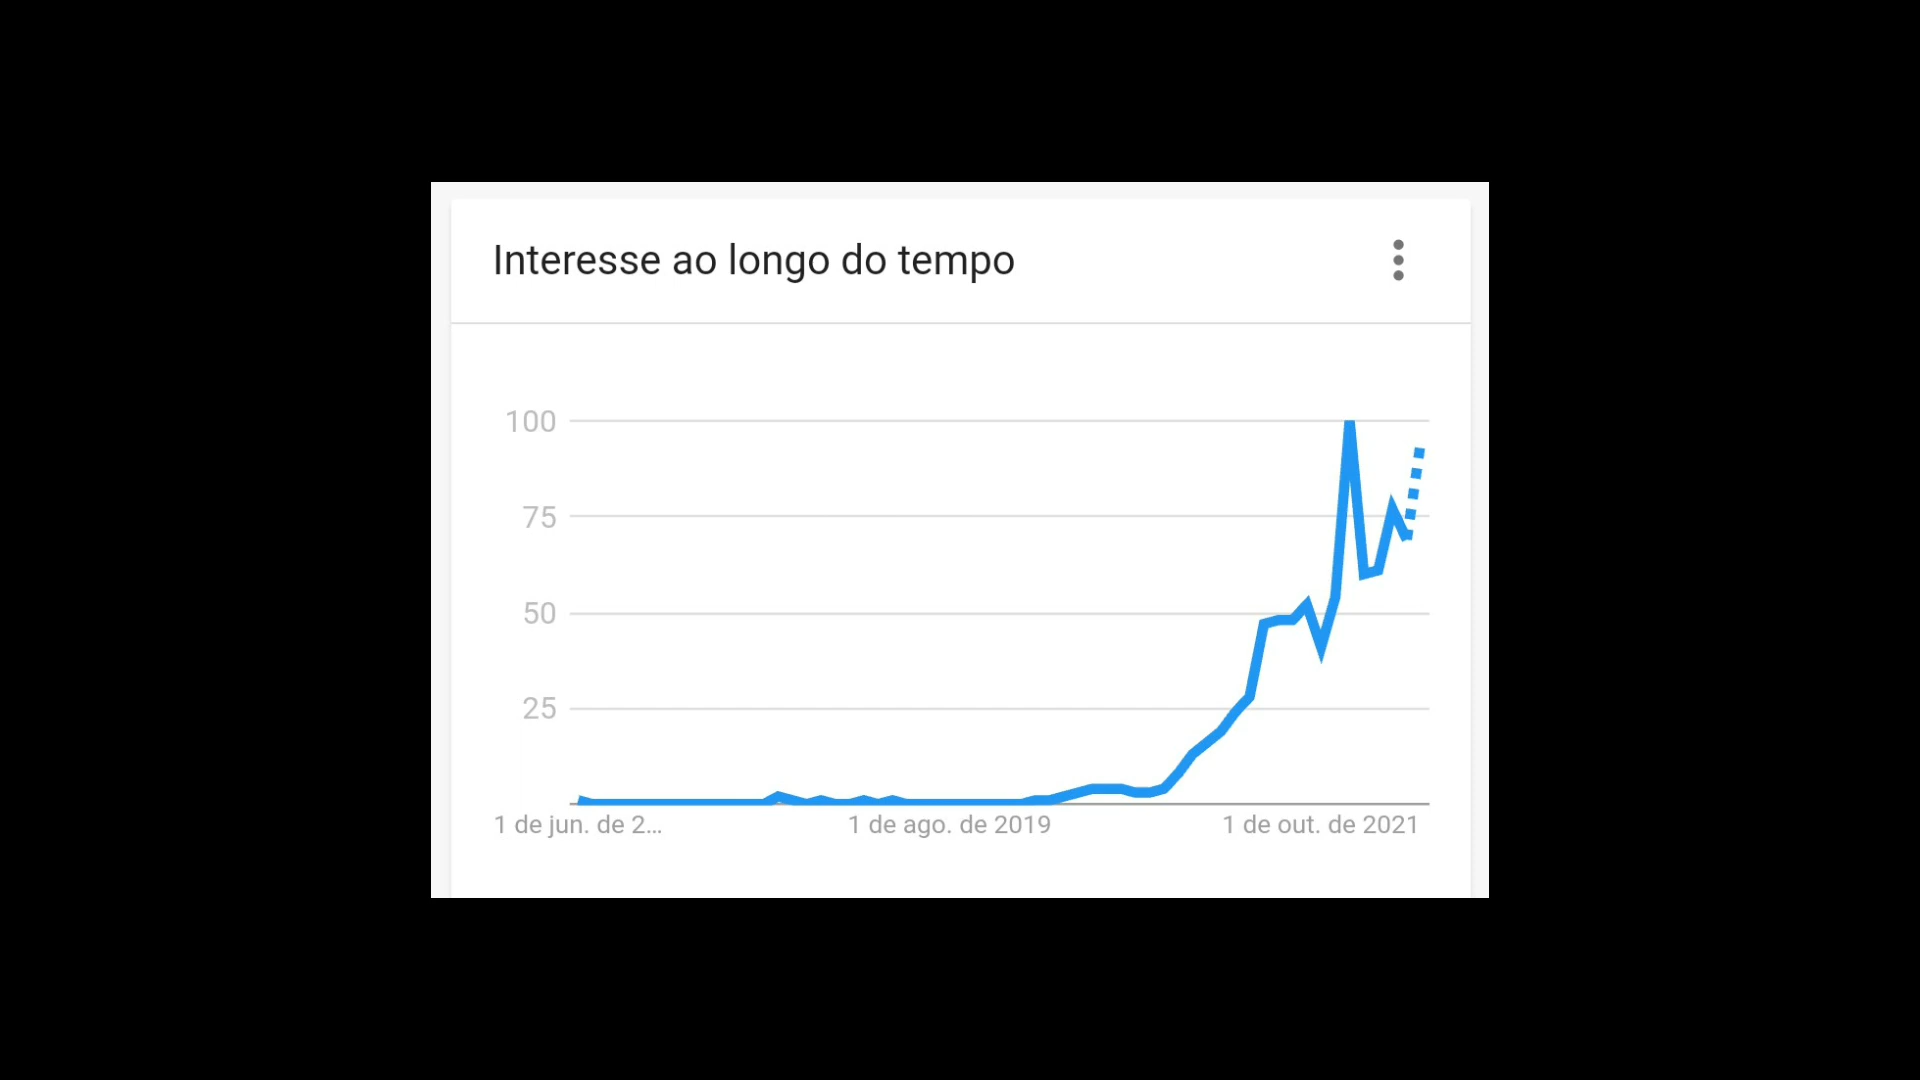 Interesse ao longo do tempo
100
75
50
25
1 de jun. de 2...
1 de ago. de 2019
1 de out. de 2021